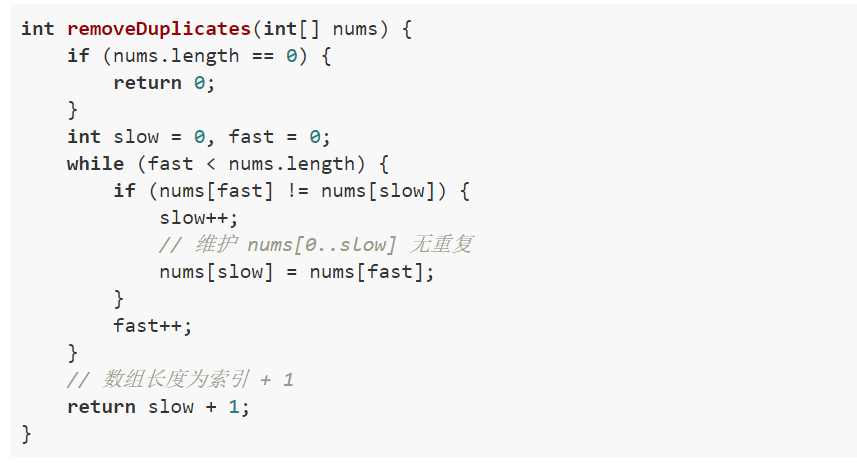 int removeDuplicates(int[] nums) {
    if (nums.length == 0) {
        return 0;
    }
    int slow = 0, fast = 0;
    while (fast < nums.length) {
        if (nums[fast] != nums[slow]) {
            slow++;
            // 维护 nums[0..slow] 无重复
            nums[slow] = nums[fast];
        }
        fast++;
    }
    // 数组长度为索引 + 1
    return slow + 1;
}